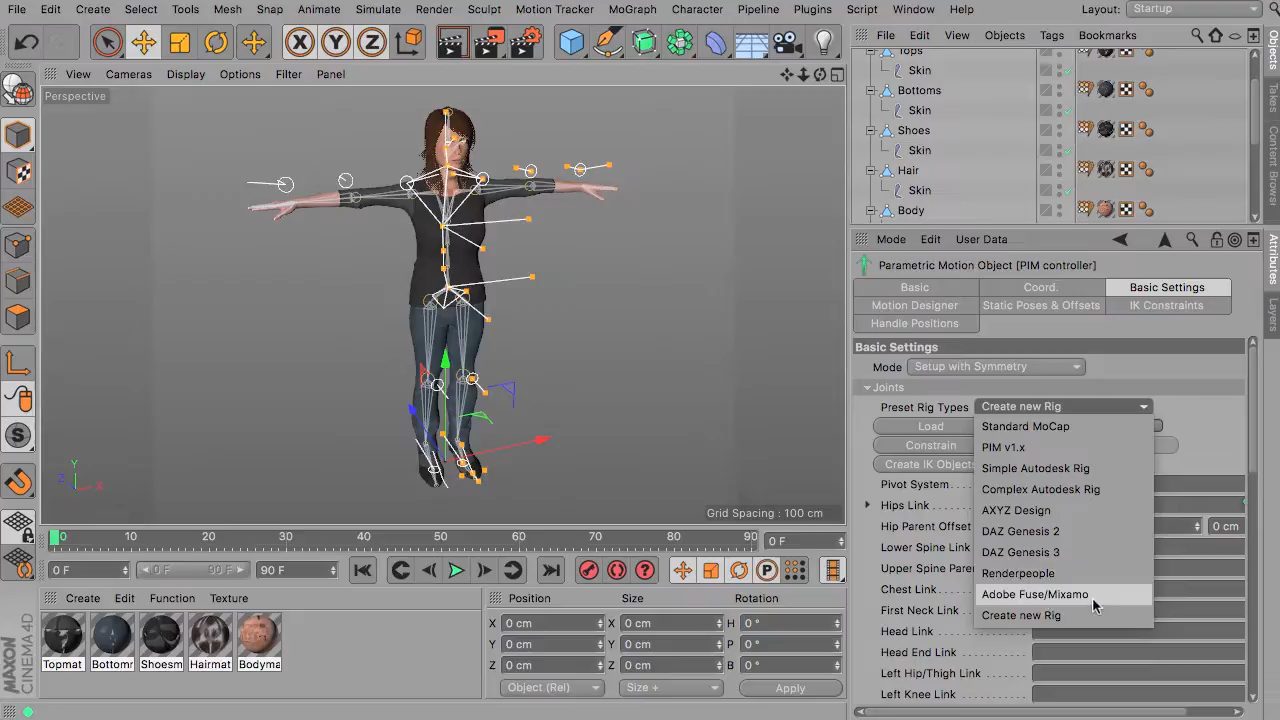 File Edit Create Select Tools Mesh Snap Animate Simulate Render Sculpt Motion Tracker MoGraph Character Pipeline Plugins Script Window Help Layout: Startup
X Y Z
File Edit View Objects Tags Bookmarks
View Cameras Display Options Filter Panel
Perspective
Tops
Skin
Bottoms
Skin
Shoes
Skin
Hair
Skin
Body
Objects
Takes
Content Browser
Attributes
Layers
Mode Edit User Data
Parametric Motion Object [PIM controller]
Basic Coord. Basic Settings
Motion Designer Static Poses & Offsets IK Constraints
Handle Positions
Basic Settings
Mode Setup with Symmetry
Joints
Preset Rig Types Create new Rig
Load
Constrain
Create IK Objects
Standard MoCap
PIM v1.x
Simple Autodesk Rig
Complex Autodesk Rig
AXYZ Design
DAZ Genesis 2
DAZ Genesis 3
Renderpeople
Adobe Fuse/Mixamo
Create new Rig
Pivot System
Hips Link
Hip Parent Offset 0 cm
Lower Spine Link
Upper Spine Pare
Chest Link
First Neck Link
Head Link
Head End Link
Left Hip/Thigh Link
Left Knee Link
Y
Z X
Grid Spacing : 100 cm
0 10 20 30 40 50 60 70 80 90 0 F
0 F 0 F 90 F 90 F
Create Edit Function Texture
Topmat Bottomr Shoesm Hairmat Bodyma
Position Size Rotation
X 0 cm X 0 cm H 0 °
Y 0 cm Y 0 cm P 0 °
Z 0 cm Z 0 cm B 0 °
Object (Rel) Size + Apply
MAXON
CINEMA 4D